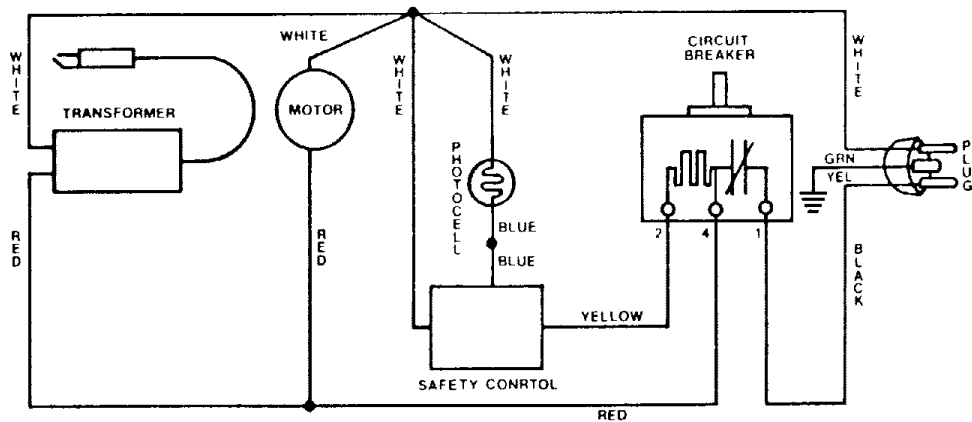 WHITE
CIRCUIT
BREAKER
WHITE
WHITE
WHITE
WHITE
TRANSFORMER
MOTOR
PHOTOCELL
GRN
YEL
PLUG
RED
RED
BLUE
BLUE
2 4 1
BLACK
YELLOW
SAFETY CONRTOL
RED